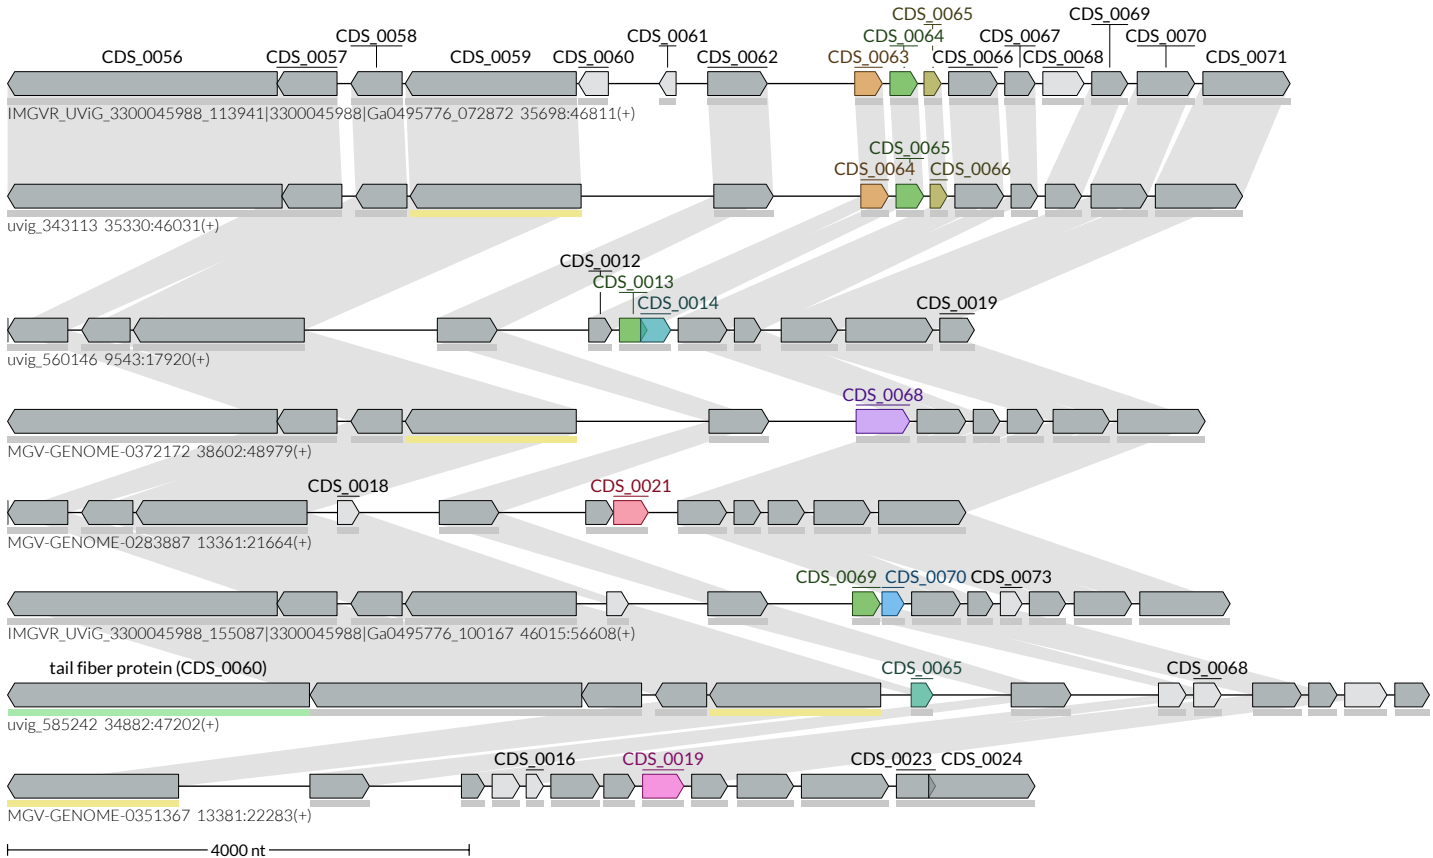 CDS_0065
CDS_0069
CDS_0058 CDS_0061 CDS_0064 CDS_0067 CDS_0070
CDS_0056 CDS_0057 CDS_0059 CDS_0060 CDS_0062 CDS_0063 CDS_0066 CDS_0068 CDS_0071
IMGVR_UViG_3300045988_113941|3300045988|Ga0495776_072872 35698:46811(+)
CDS_0065
CDS_0064 CDS_0066
uvig_343113 35330:46031(+)
CDS_0012
CDS_0013
CDS_0014 CDS_0019
uvig_560146 9543:17920(+)
CDS_0068
MGV-GENOME-0372172 38602:48979(+)
CDS_0018 CDS_0021
MGV-GENOME-0283887 13361:21664(+)
CDS_0069 CDS_0070 CDS_0073
IMGVR_UViG_3300045988_155087|3300045988|Ga0495776_100167 46015:56608(+)
tail fiber protein (CDS_0060) CDS_0065 CDS_0068
uvig_585242 34882:47202(+)
CDS_0016 CDS_0019 CDS_0023 CDS_0024
MGV-GENOME-0351367 13381:22283(+)
4000 nt